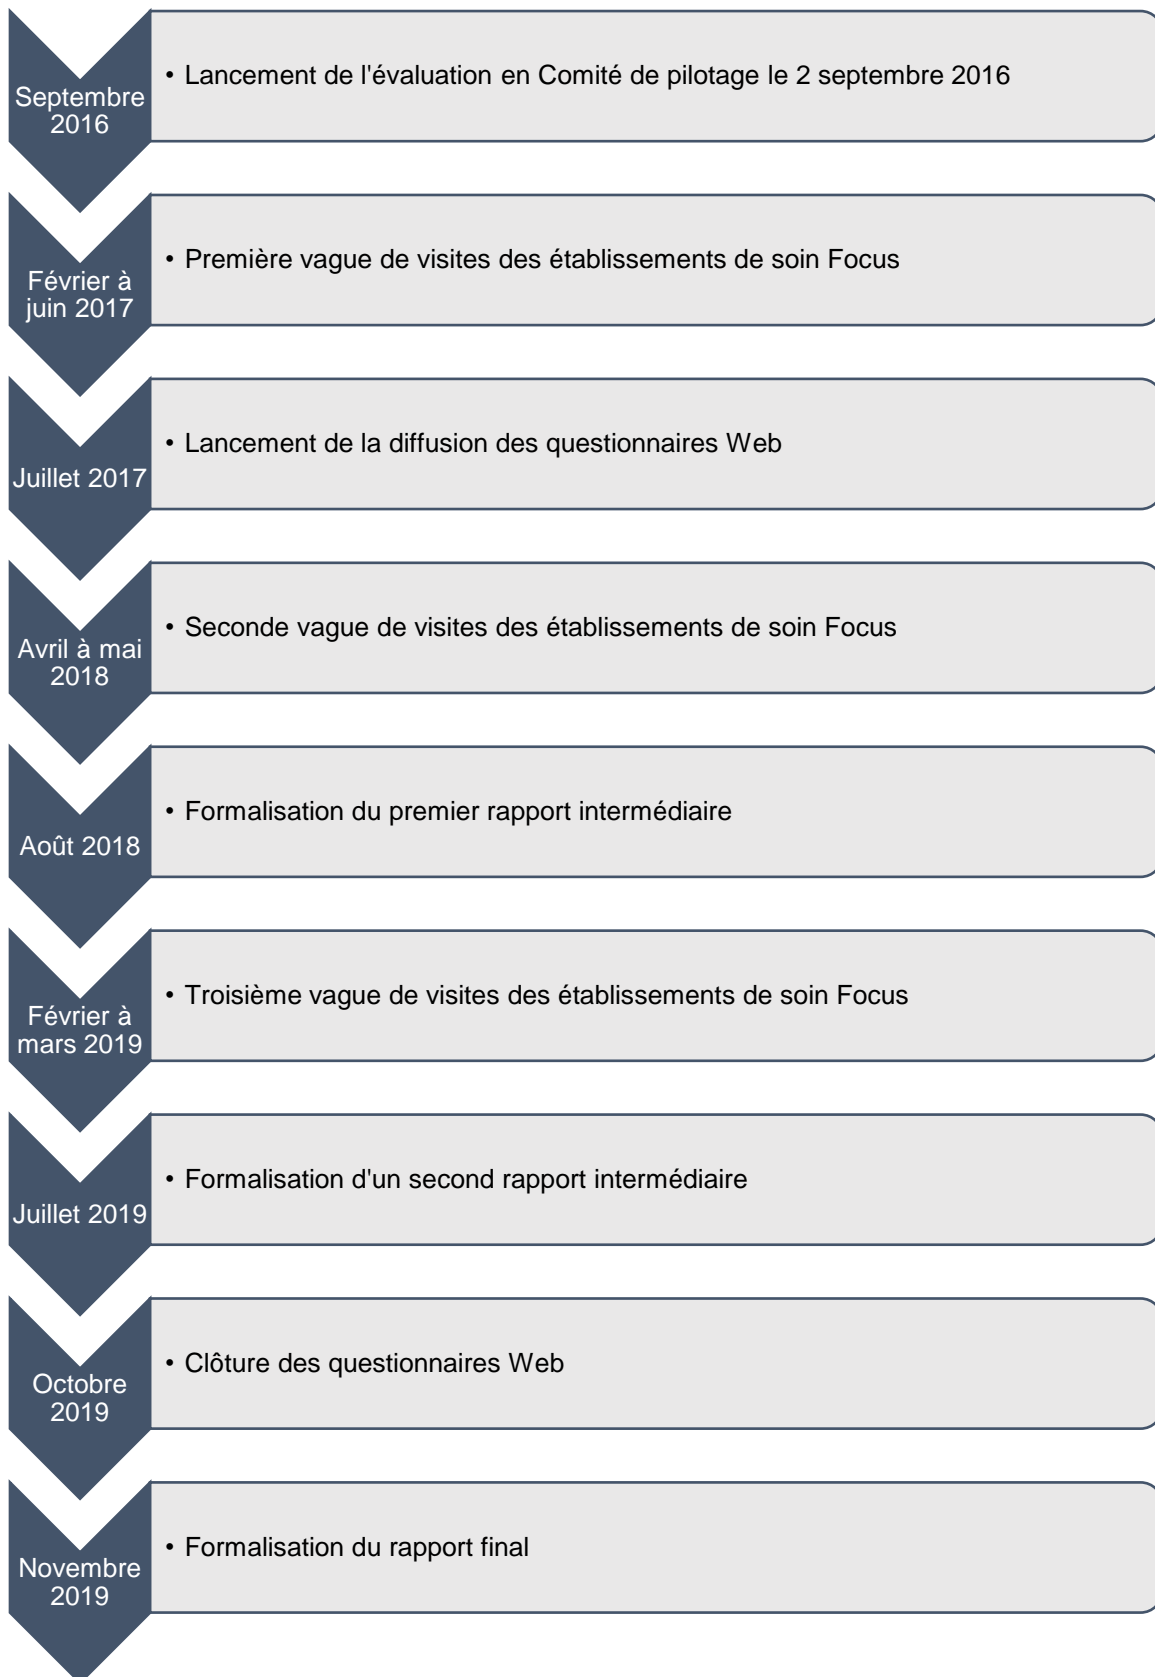 Septembre
2016
• Lancement de l'évaluation en Comité de pilotage le 2 septembre 2016
Février à
juin 2017
• Première vague de visites des établissements de soin Focus
Juillet 2017
• Lancement de la diffusion des questionnaires Web
Avril à mai
2018
• Seconde vague de visites des établissements de soin Focus
Août 2018
• Formalisation du premier rapport intermédiaire
Février à
mars 2019
• Troisième vague de visites des établissements de soin Focus
Juillet 2019
• Formalisation d'un second rapport intermédiaire
Octobre
2019
• Clôture des questionnaires Web
Novembre
2019
• Formalisation du rapport final